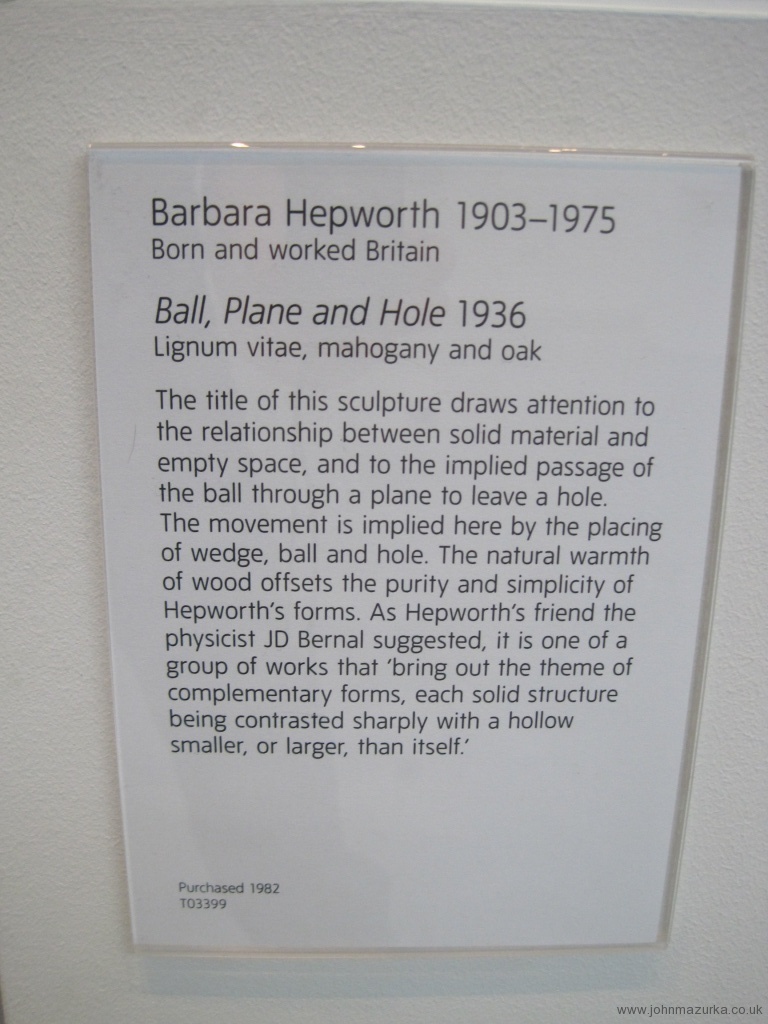 Barbara Hepworth 1903–1975
Born and worked Britain
Ball, Plane and Hole 1936
Lignum vitae, mahogany and oak
The title of this sculpture draws attention to
the relationship between solid material and
empty space, and to the implied passage of
the ball through a plane to leave a hole.
The movement is implied here by the placing
of wedge, ball and hole. The natural warmth
of wood offsets the purity and simplicity of
Hepworth's forms. As Hepworth's friend the
physicist JD Bernal suggested, it is one of a
group of works that 'bring out the theme of
complementary forms, each solid structure
being contrasted sharply with a hollow
smaller, or larger, than itself.'
Purchased 1982
T03399
www.johnmazurka.co.uk